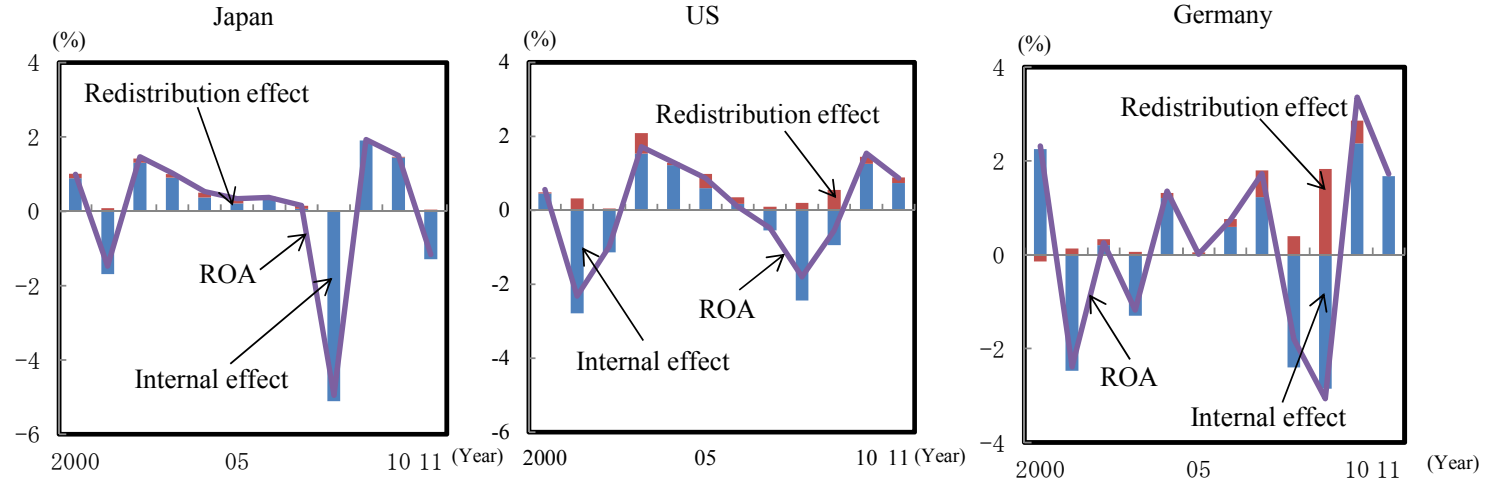 Japan
(%)
4
2
0
−2
−4
−6
Redistribution effect
ROA
Internal effect
2000 05 10 11 (Year)
US
(%)
4
2
0
-2
-4
-6
Redistribution effect
ROA
Internal effect
2000 05 10 11 (Year)
Germany
(%)
4
2
0
−2
−4
Redistribution effect
ROA
Internal effect
2000 05 10 11 (Year)